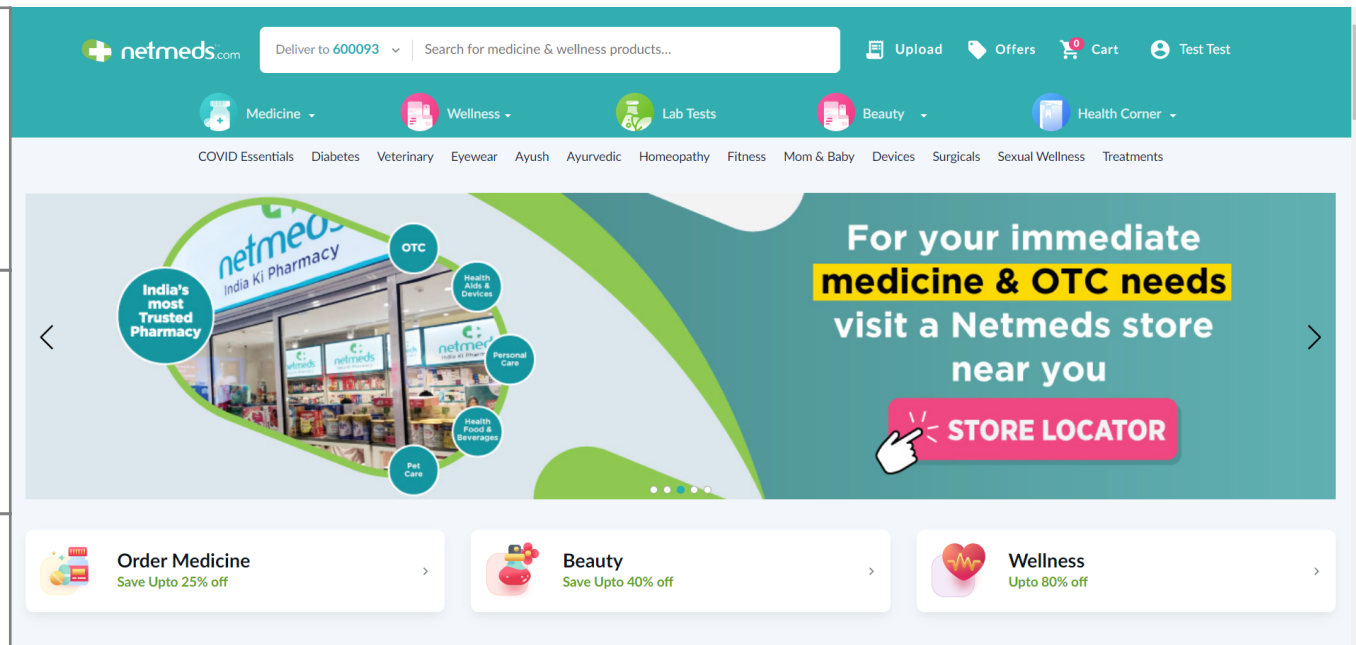 netmeds.com
Deliver to 600093
Search for medicine & wellness products...
Upload
Offers
0
Cart
Test Test
Medicine
Wellness
Lab Tests
Beauty
Health Corner
COVID Essentials Diabetes Veterinary Eyewear Ayush Ayurvedic Homeopathy Fitness Mom & Baby Devices Surgicals Sexual Wellness Treatments
netmeds
India Ki Pharmacy
India's
most
Trusted
Pharmacy
OTC
Health
Aids &
Devices
netmeds
netmeds
netmeds
Personal
Care
Health
Food &
Beverages
Pet
Care
For your immediate
medicine & OTC needs
visit a Netmeds store
near you
STORE LOCATOR
Order Medicine
Save Upto 25% off
Beauty
Save Upto 40% off
Wellness
Upto 80% off